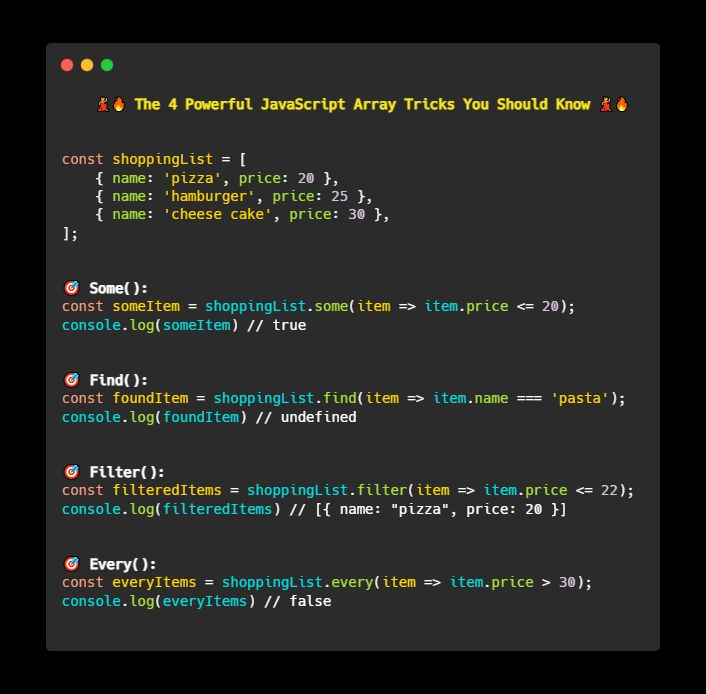 💃🔥 The 4 Powerful JavaScript Array Tricks You Should Know 💃🔥
const shoppingList = [
    { name: 'pizza', price: 20 },
    { name: 'hamburger', price: 25 },
    { name: 'cheese cake', price: 30 },
];
🎯 Some():
const someItem = shoppingList.some(item => item.price <= 20);
console.log(someItem) // true
🎯 Find():
const foundItem = shoppingList.find(item => item.name === 'pasta');
console.log(foundItem) // undefined
🎯 Filter():
const filteredItems = shoppingList.filter(item => item.price <= 22);
console.log(filteredItems) // [{ name: "pizza", price: 20 }]
🎯 Every():
const everyItems = shoppingList.every(item => item.price > 30);
console.log(everyItems) // false